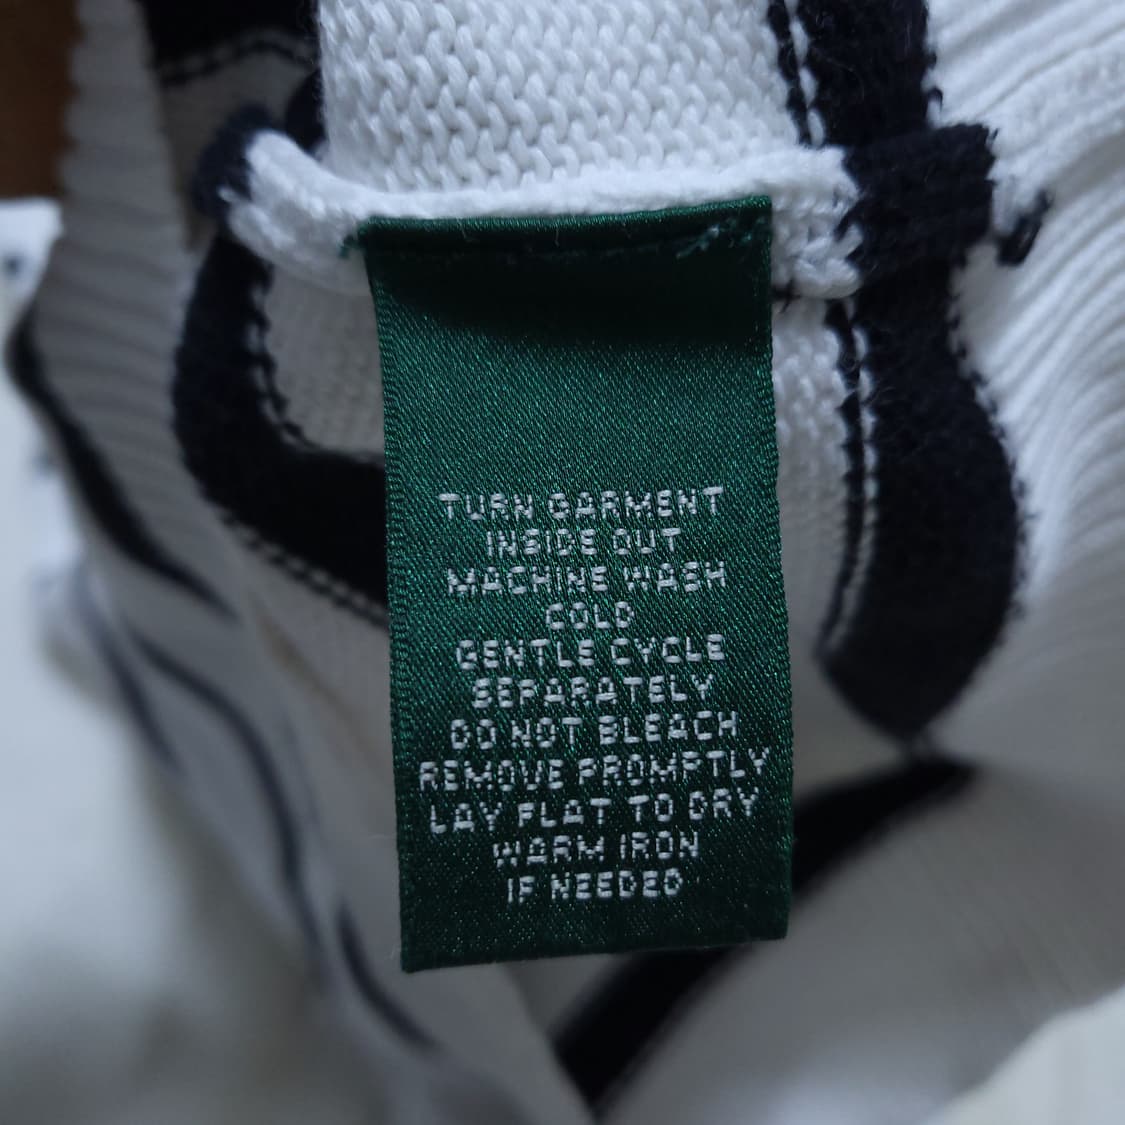 TURN GARMENT
INSIDE OUT
MACHINE WASH
COLD
GENTLE CYCLE
SEPARATELY
DO NOT BLEACH
REMOVE PROMPTLY
LAY FLAT TO DRY
WARM IRON
IF NEEDED